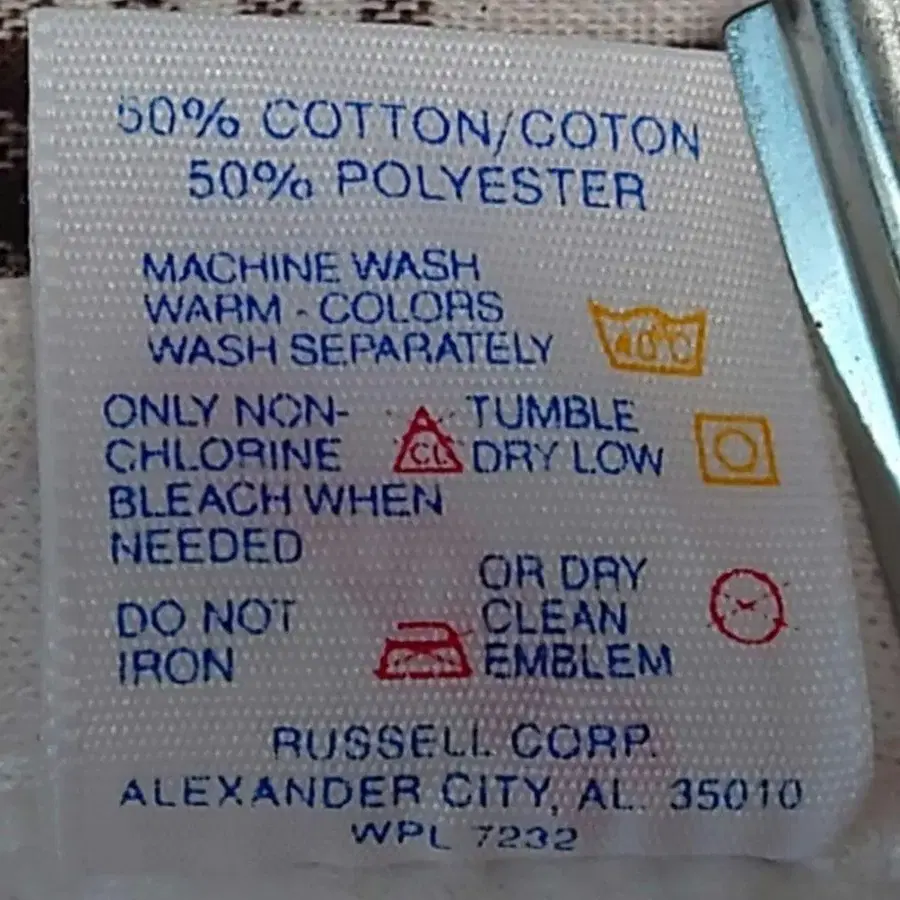 50% COTTON/COTON
50% POLYESTER
MACHINE WASH
WARM - COLORS
WASH SEPARATELY
40°C
ONLY NON-
CHLORINE
BLEACH WHEN
NEEDED
CL
TUMBLE
DRY LOW
DO NOT
IRON
OR DRY
CLEAN
EMBLEM
RUSSELL CORP.
ALEXANDER CITY, AL. 35010
WPL 7232